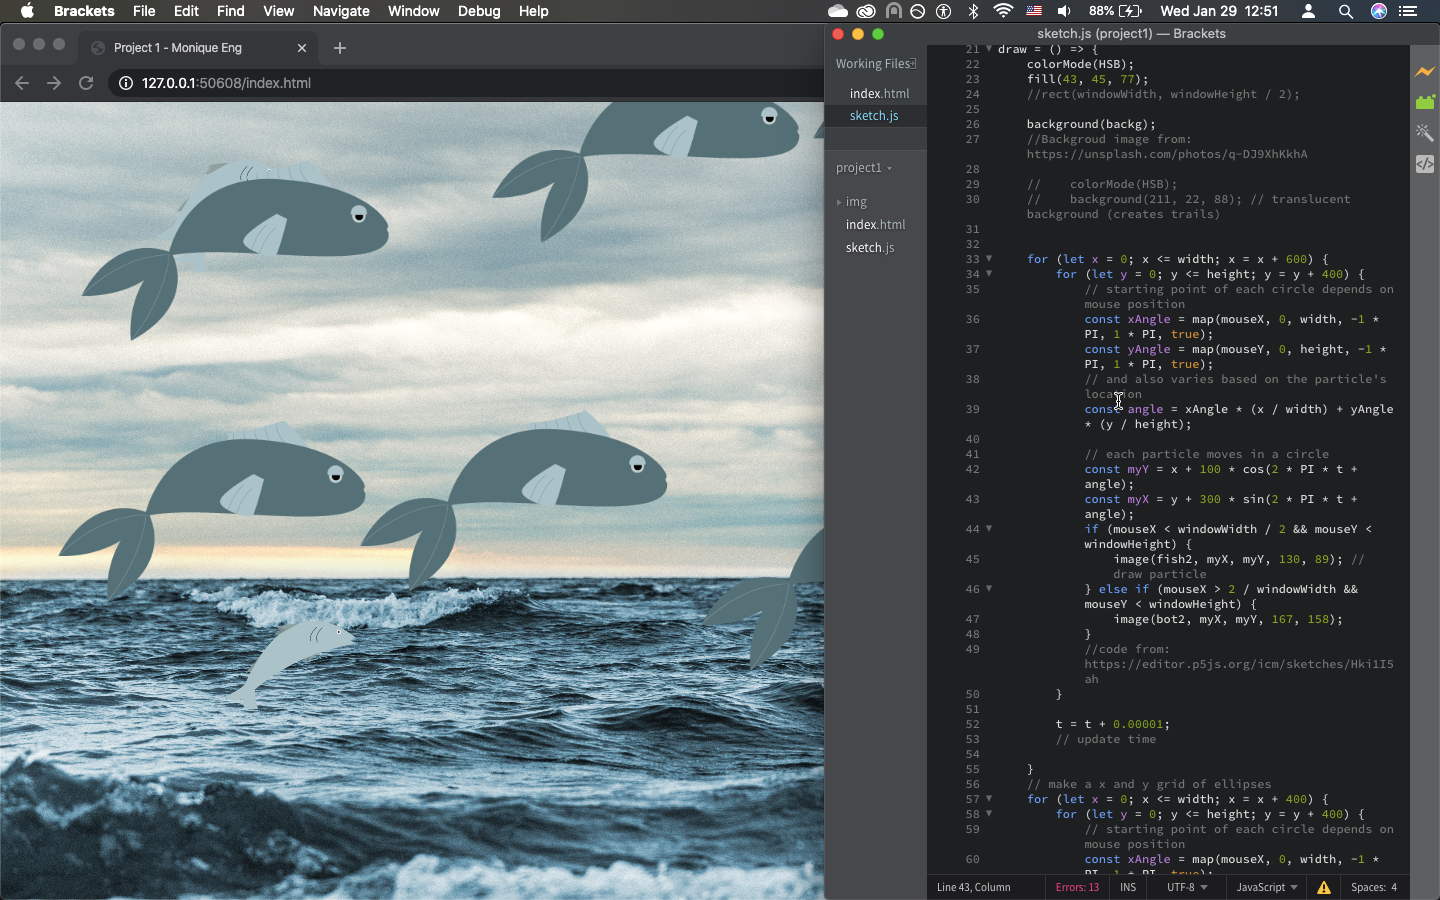 Brackets File Edit Find View Navigate Window Debug Help 88% Wed Jan 29 12:51
Project 1 - Monique Eng
127.0.0.1:50608/index.html
sketch.js (project1) — Brackets
Working Files
index.html
sketch.js
project1
img
index.html
sketch.js
21 draw = () => {
22 colorMode(HSB);
23 fill(43, 45, 77);
24 //rect(windowWidth, windowHeight / 2);
25
26 background(backg);
27 //Backgroud image from:
https://unsplash.com/photos/q-DJ9XhKkhA
28
29 // colorMode(HSB);
30 // background(211, 22, 88); // translucent
background (creates trails)
31
32
33 for (let x = 0; x <= width; x = x + 600) {
34 for (let y = 0; y <= height; y = y + 400) {
35 // starting point of each circle depends on
mouse position
36 const xAngle = map(mouseX, 0, width, -1 *
PI, 1 * PI, true);
37 const yAngle = map(mouseY, 0, height, -1 *
PI, 1 * PI, true);
38 // and also varies based on the particle's
location
39 const angle = xAngle * (x / width) + yAngle
* (y / height);
40
41 // each particle moves in a circle
42 const myY = x + 100 * cos(2 * PI * t +
angle);
43 const myX = y + 300 * sin(2 * PI * t +
angle);
44 if (mouseX < windowWidth / 2 && mouseY <
windowHeight) {
45 image(fish2, myX, myY, 130, 89); //
draw particle
46 } else if (mouseX > 2 / windowWidth &&
mouseY < windowHeight) {
47 image(bot2, myX, myY, 167, 158);
48 }
49 //code from:
https://editor.p5js.org/icm/sketches/Hki1I5
ah
50 }
51
52 t = t + 0.00001;
53 // update time
54
55 }
56 // make a x and y grid of ellipses
57 for (let x = 0; x <= width; x = x + 400) {
58 for (let y = 0; y <= height; y = y + 400) {
59 // starting point of each circle depends on
mouse position
60 const xAngle = map(mouseX, 0, width, -1 *
PI, 1 * PI, true);
Line 43, Column Errors: 13 INS UTF-8 JavaScript Spaces: 4